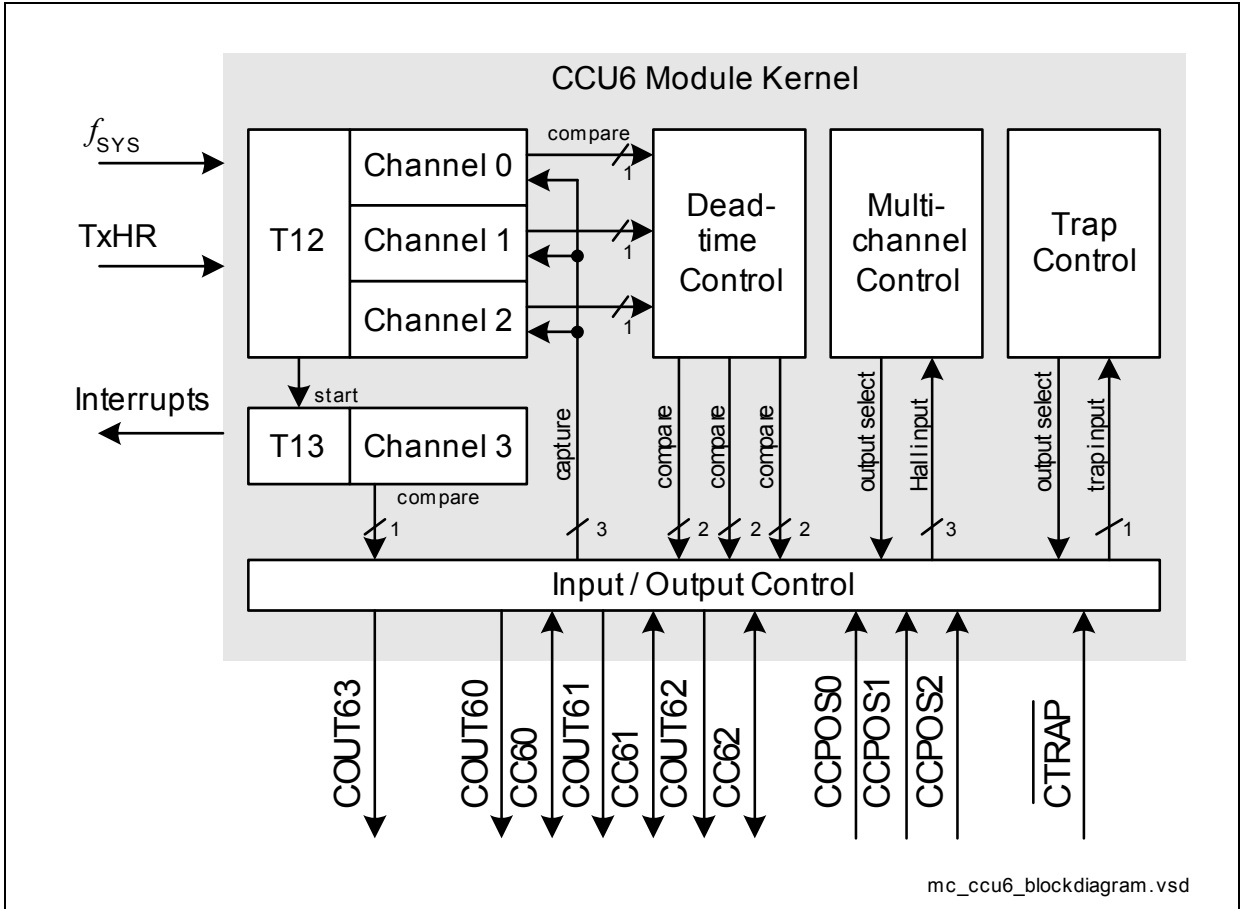 CCU6 Module Kernel
fSYS
TxHR
Interrupts
T12
Channel 0
Channel 1
Channel 2
compare
1
1
1
Dead-
time
Control
Multi-
channel
Control
Trap
Control
start
T13
Channel 3
compare
1
capture
3
compare
2
compare
2
compare
2
output select
Hall input
3
output select
trap input
1
Input / Output Control
COUT63
COUT60
CC60
COUT61
CC61
COUT62
CC62
CCPOS0
CCPOS1
CCPOS2
CTRAP
mc_ccu6_blockdiagram.vsd